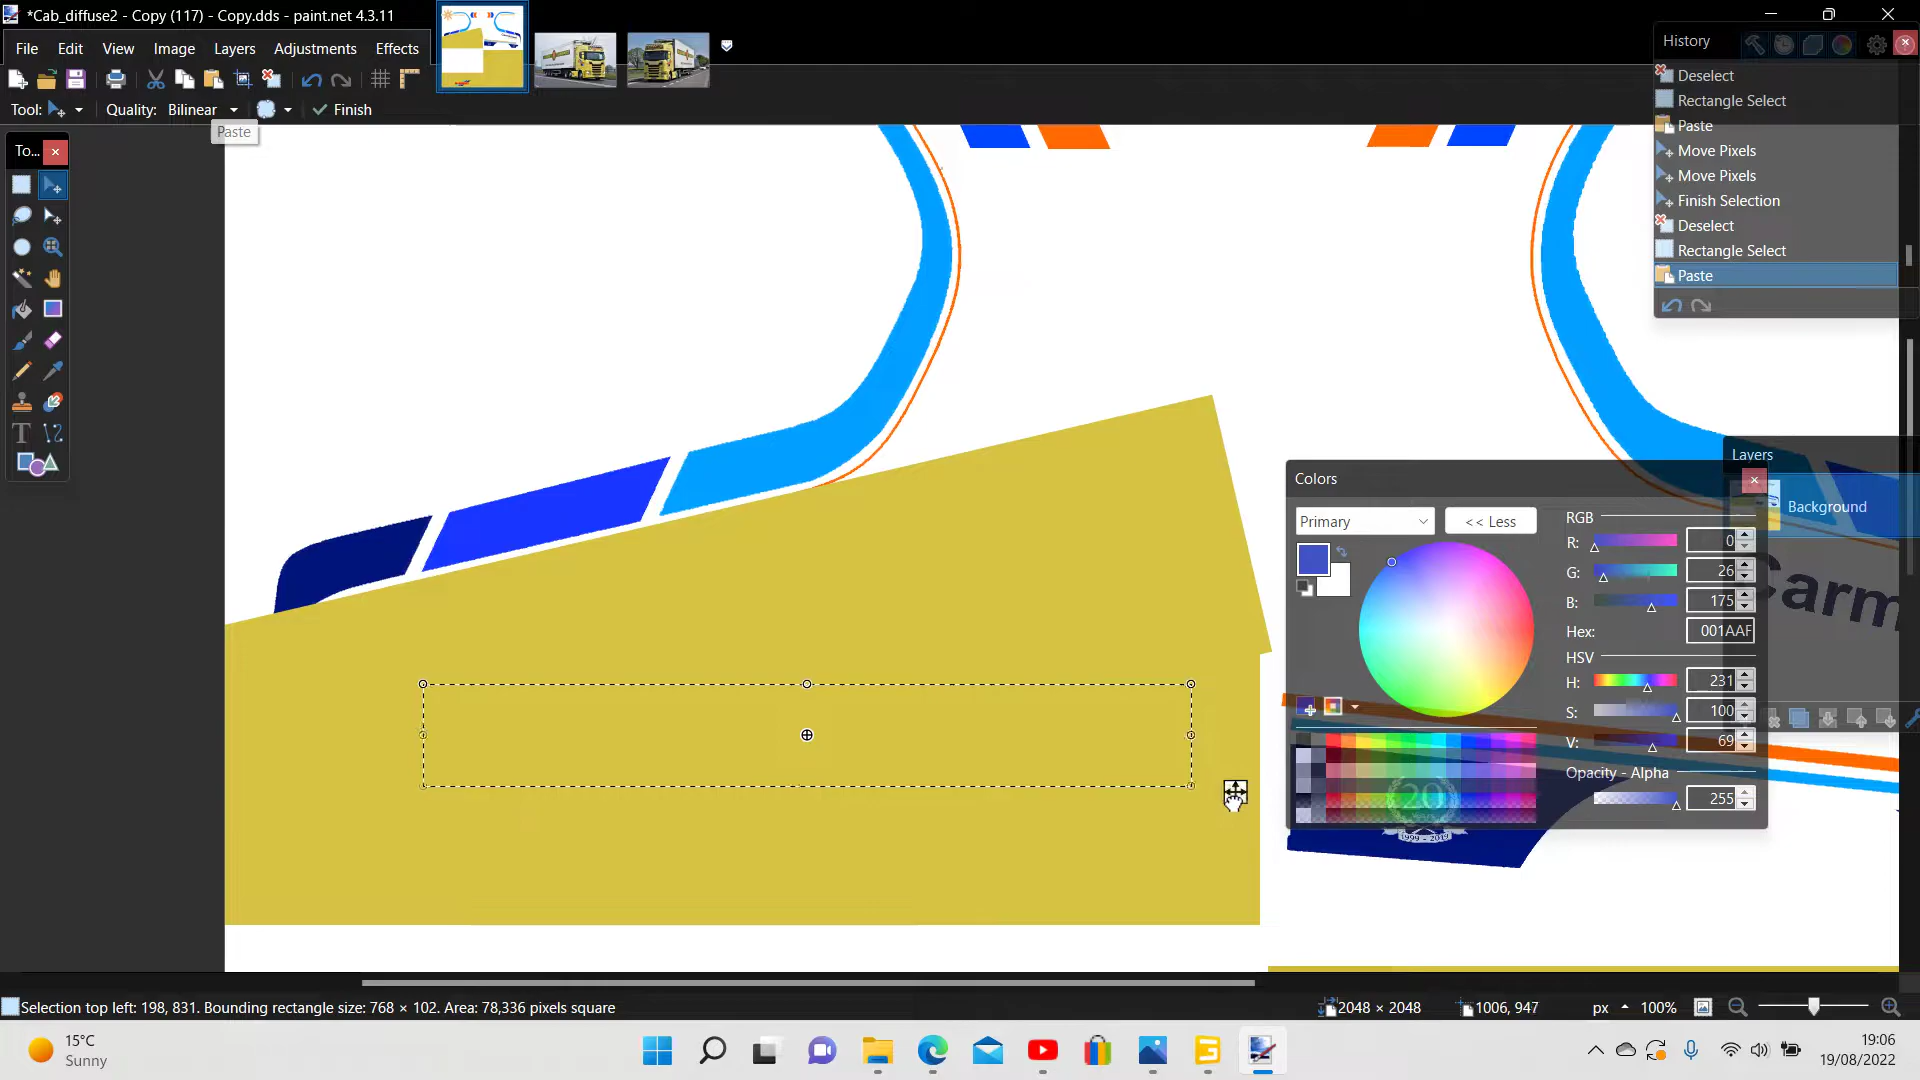 *Cab_diffuse2 - Copy (117) - Copy.dds - paint.net 4.3.11
File Edit View Image Layers Adjustments Effects
Tool: Quality: Bilinear Finish
Paste
To...
T
History
Deselect
Rectangle Select
Paste
Move Pixels
Move Pixels
Finish Selection
Deselect
Rectangle Select
Paste
Layers
Background
Carm
Colors
Primary << Less
RGB
R: 0
G: 26
B: 175
Hex: 001AAF
HSV
H: 231
S: 100
V: 69
Opacity - Alpha
255
20
1999 - 2019
Selection top left: 198, 831. Bounding rectangle size: 768 × 102. Area: 78,336 pixels square
2048 × 2048 1006, 947 px 100%
15°C
Sunny
19:06
19/08/2022